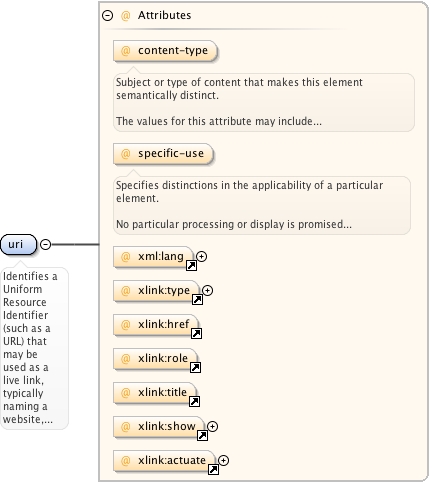 @ Attributes
@ content-type
Subject or type of content that makes this element
semantically distinct.
The values for this attribute may include...
@ specific-use
Specifies distinctions in the applicability of a particular
element.
No particular processing or display is promised...
uri
Identifies a
Uniform
Resource
Identifier
(such as a
URL) that
may be
used as a
live link,
typically
naming a
website,...
@ xml:lang
@ xlink:type
@ xlink:href
@ xlink:role
@ xlink:title
@ xlink:show
@ xlink:actuate